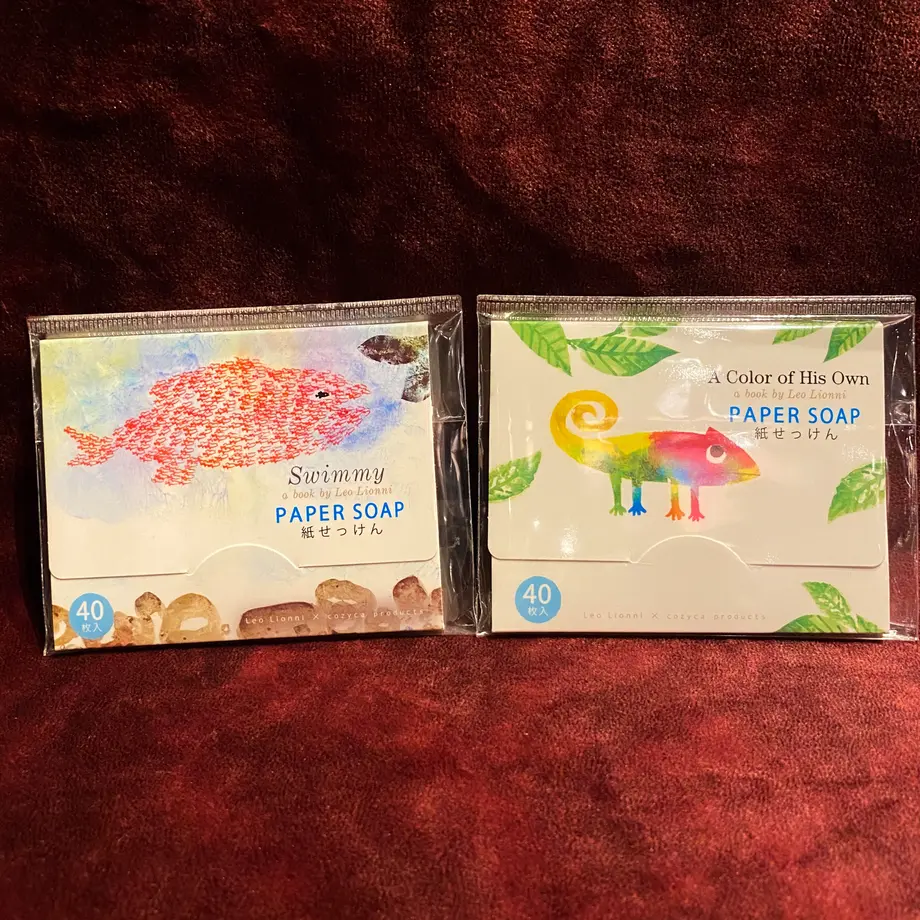 Swimmy
a book by Leo Lionni
PAPER SOAP
紙せっけん
40
枚入
Leo Lionni × cozyca products
A Color of His Own
a book by Leo Lionni
PAPER SOAP
紙せっけん
40
枚入
Leo Lionni × cozyca products